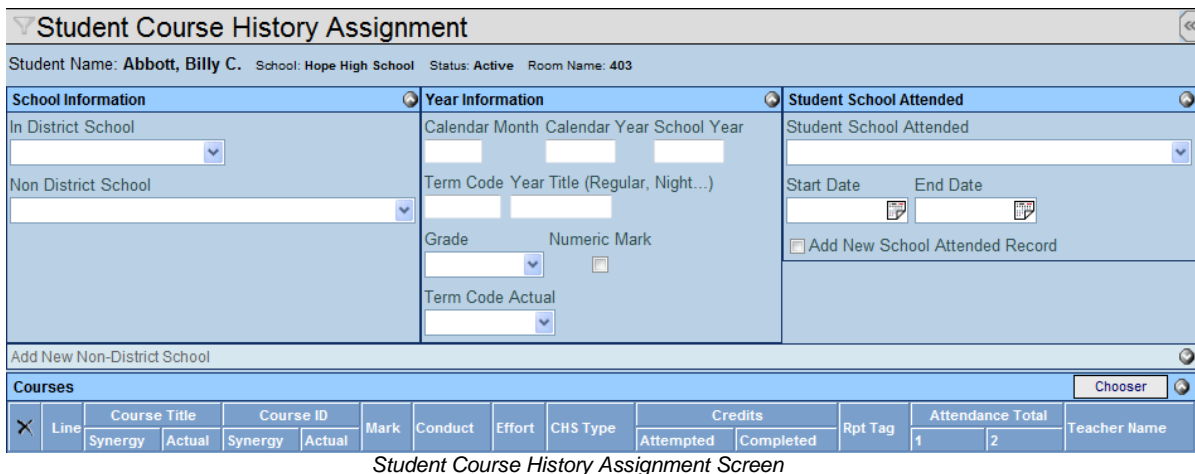 Student Course History Assignment
Student Name: Abbott, Billy C. School: Hope High School Status: Active Room Name: 403
School Information
In District School
Non District School
Year Information
Calendar Month Calendar Year School Year
Term Code Year Title (Regular, Night...)
Grade Numeric Mark
Term Code Actual
Student School Attended
Student School Attended
Start Date End Date
Add New School Attended Record
Add New Non-District School
Courses Chooser
Line Course Title Course ID Mark Conduct Effort CHS Type Credits Rpt Tag Attendance Total Teacher Name
Synergy Actual Synergy Actual Attempted Completed 1 2
Student Course History Assignment Screen